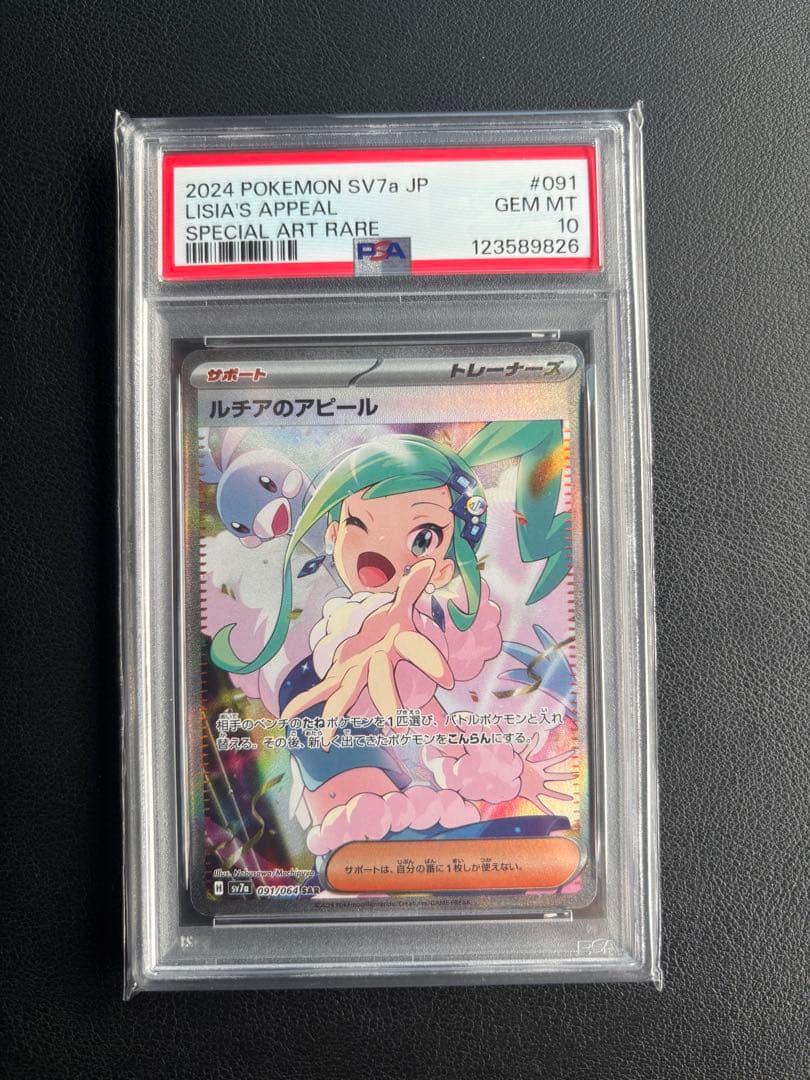 2024 POKEMON SV7a JP #091
LISIA'S APPEAL GEM MT
SPECIAL ART RARE 10
PSA 123589826
サポート トレーナーズ
ルチアのアピール
相手のベンチのたねポケモンを1匹選び、バトルポケモンと入れ
替える。その後、新しく出てきたポケモンをこんらんにする。
サポートは、自分の番に1枚しか使えない。
Illus. Nobusawa/Mochipuyo
H sv7a 091/064 SAR
PSA